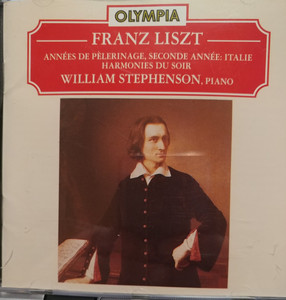 OLYMPIA
FRANZ LISZT
ANNÉES DE PÈLERINAGE, SECONDE ANNÉE: ITALIE
HARMONIES DU SOIR
WILLIAM STEPHENSON, PIANO